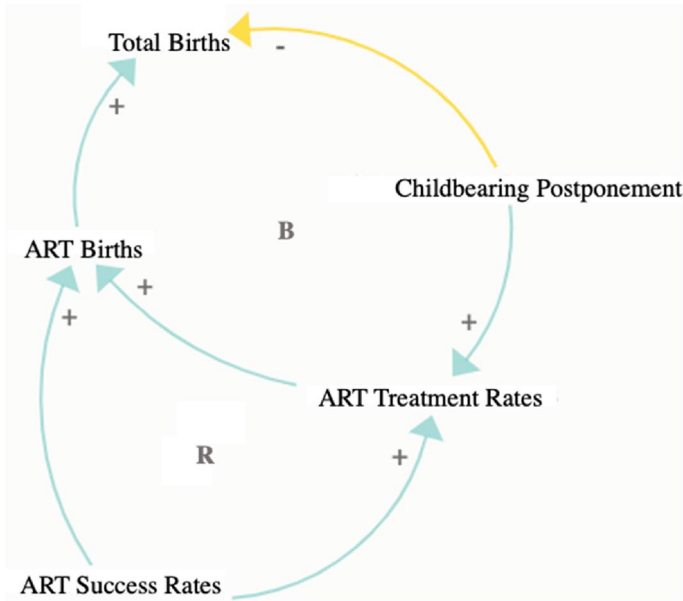 Total Births
-
+
Childbearing Postponement
B
ART Births
+
+
+
ART Treatment Rates
R
+
ART Success Rates